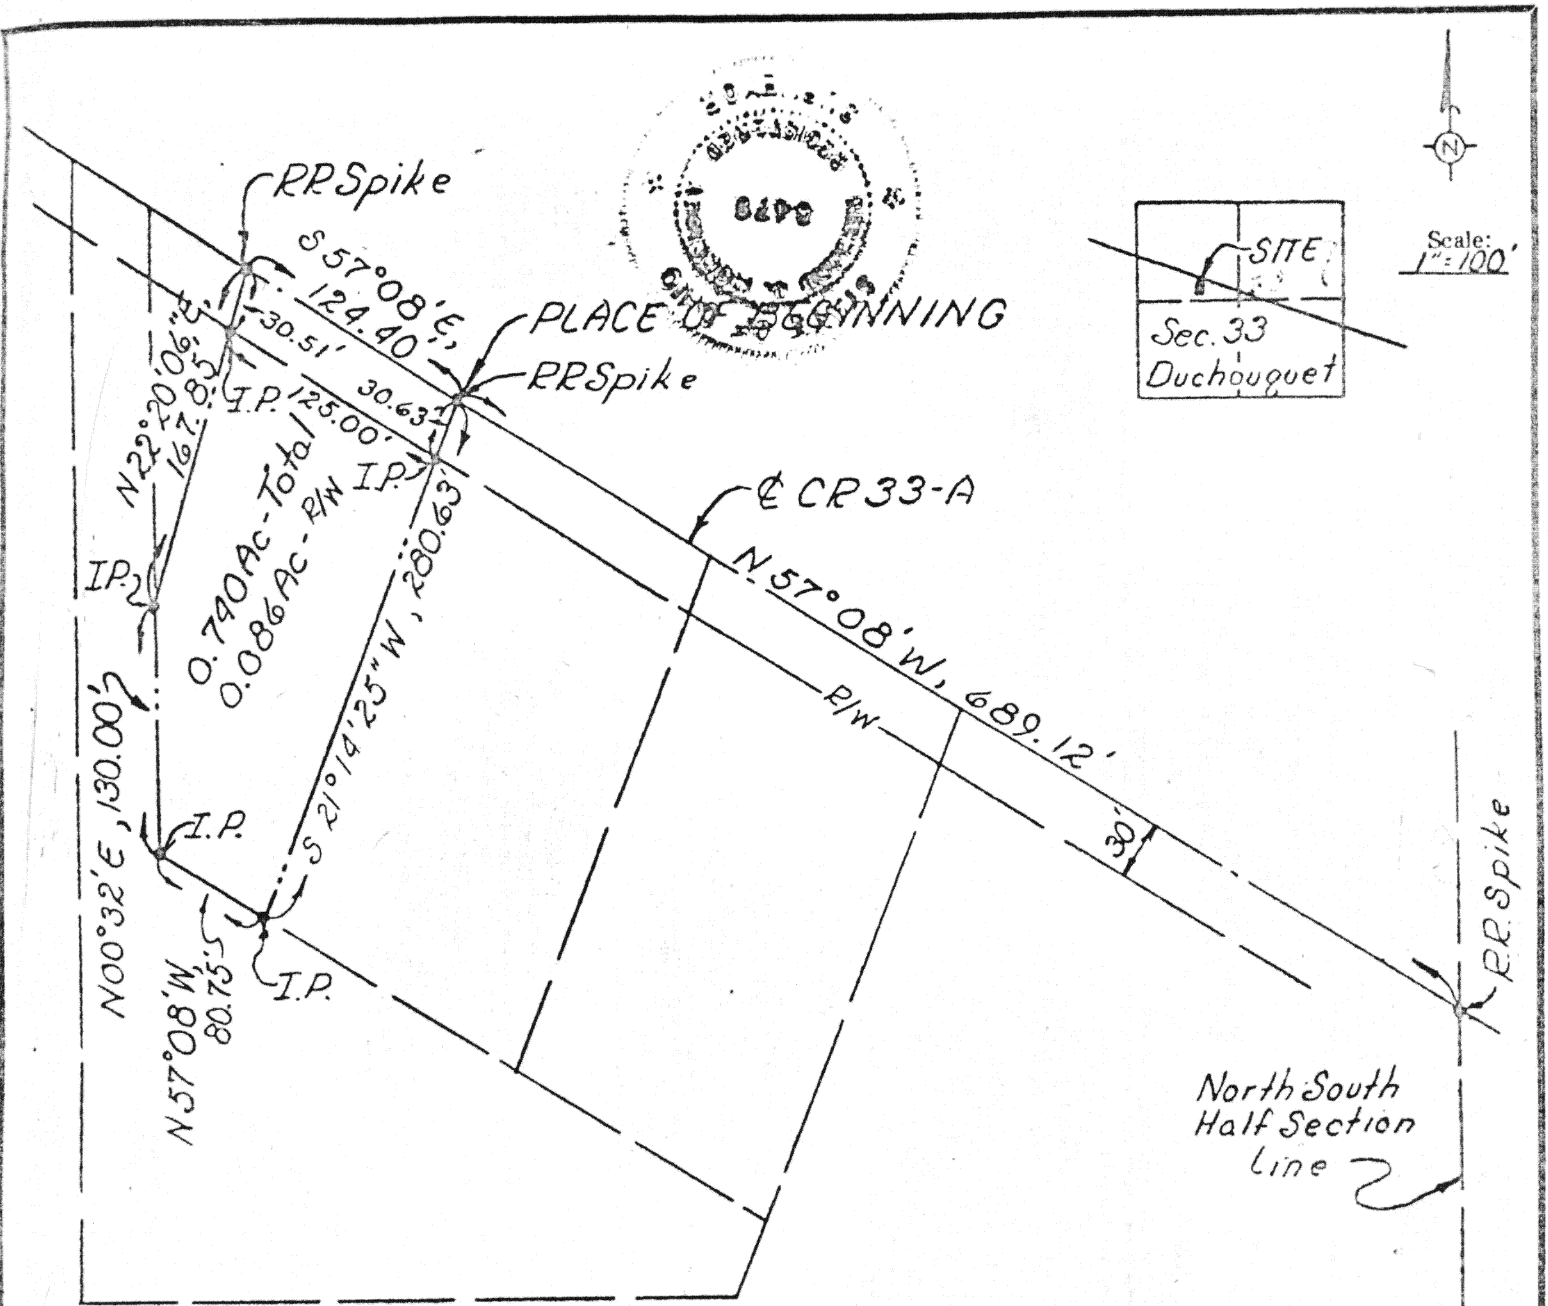 RR Spike
S 57°08' E,
124.40'
PLACE OF BEGINNING
RR Spike
30.51'
30.63'
125.00'
I.P.
I.P.
N 22°20'06" E,
167.85'
0.740 Ac-Total
0.086 Ac-R/W
I.P.
S 21°14'25" W, 280.63'
℄ CR 33-A
N 57°08' W, 689.12'
R/W
30'
N 00°32' E, 130.00'
I.P.
N 57°08' W,
80.75'
I.P.
R.R. Spike
North-South
Half Section
Line
N
Scale:
1"=100'
SITE
Sec. 33
Duchouquet